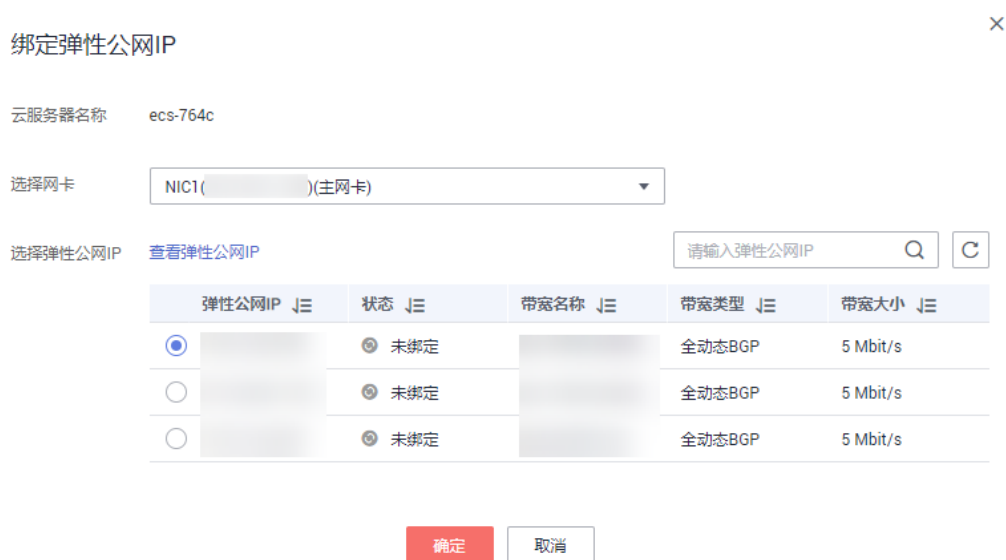 绑定弹性公网IP
云服务器名称 ecs-764c
选择网卡 NIC1( )(主网卡)
选择弹性公网IP 查看弹性公网IP 请输入弹性公网IP
弹性公网IP 状态 带宽名称 带宽类型 带宽大小
未绑定 全动态BGP 5 Mbit/s
未绑定 全动态BGP 5 Mbit/s
未绑定 全动态BGP 5 Mbit/s
确定 取消